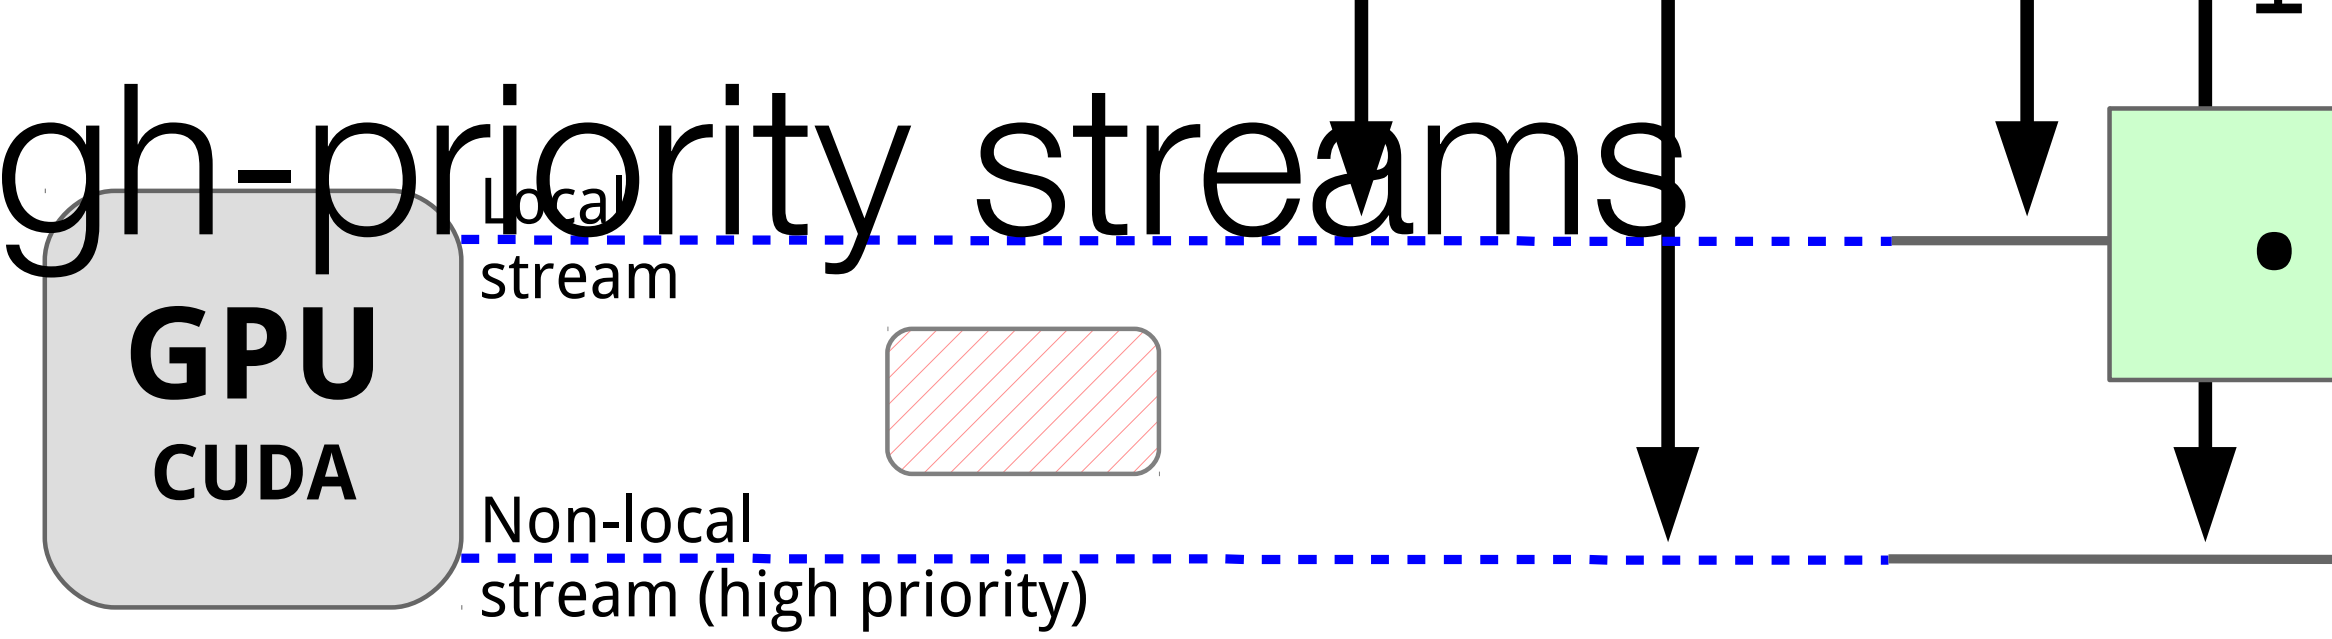 gh-priority streams
Local
stream
GPU
CUDA
Non-local
stream (high priority)